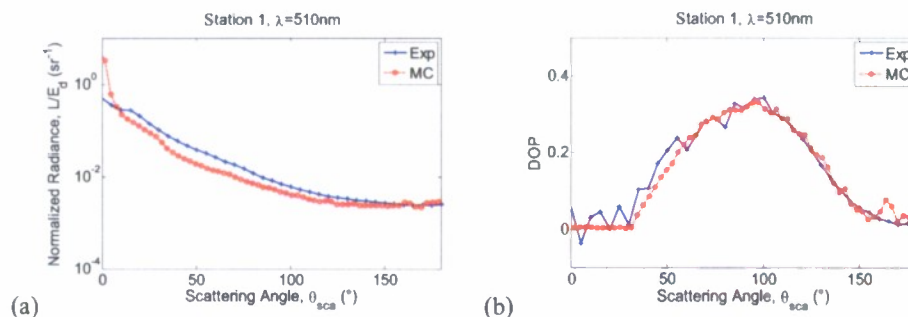 Station 1, λ=510nm
Normalized Radiance, L/E_d (sr⁻¹)
10⁰
10⁻²
10⁻⁴
0
50
100
150
Scattering Angle, θ_sca (°)
Exp
MC
(a)
Station 1, λ=510nm
DOP
0.4
0.2
0
0
50
100
150
Scattering Angle, θ_sca (°)
Exp
MC
(b)